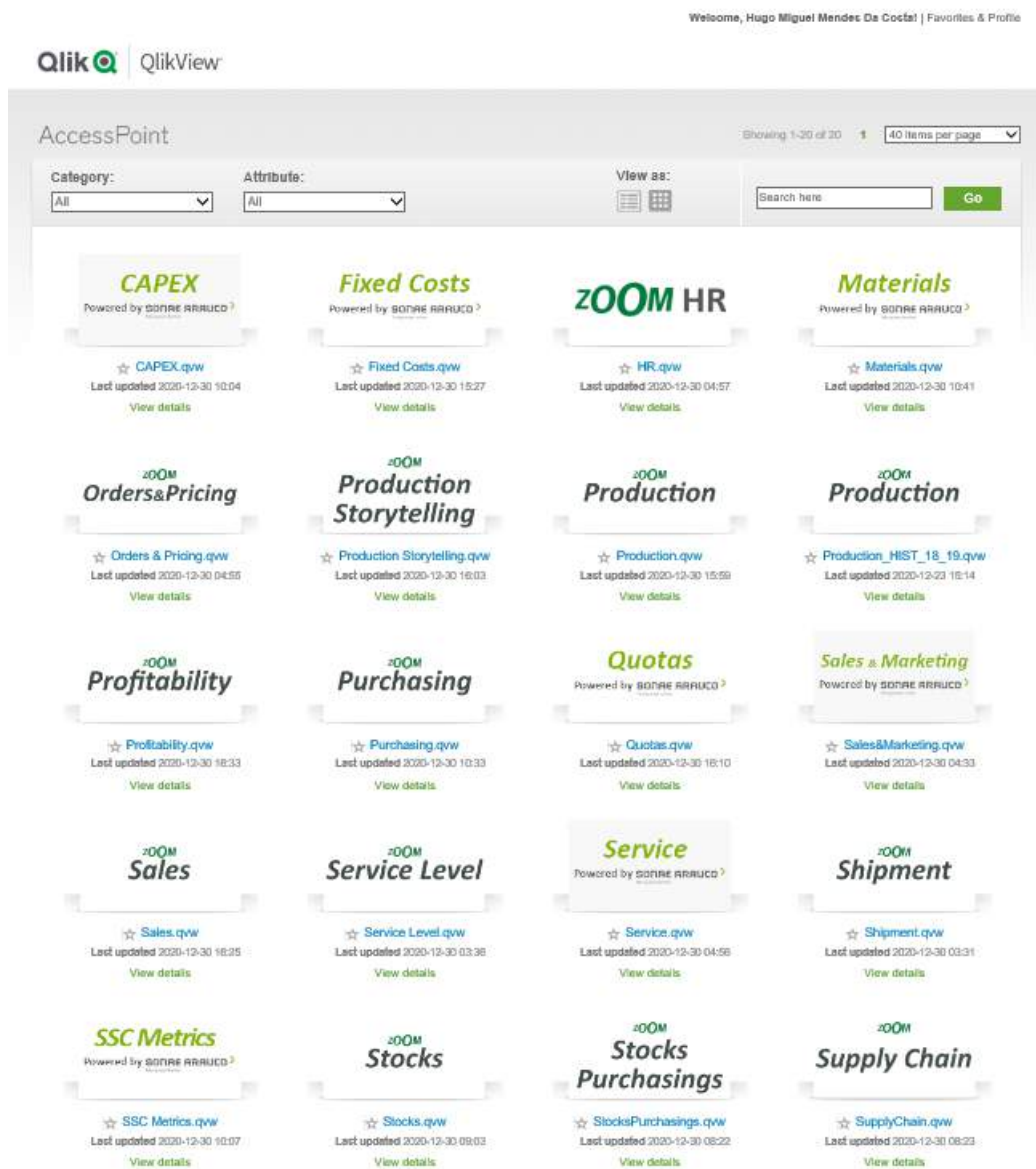 Welcome, Hugo Miguel Mendes Da Costa! | Favorites & Profile
Qlik QlikView
AccessPoint
Showing 1-20 of 20 1 40 items per page
Category: Attribute: View as:
All All Search here Go
CAPEX Fixed Costs ZOOM HR Materials
Powered by SONAE ARAUCO Powered by SONAE ARAUCO Powered by SONAE ARAUCO
CAPEX.qvw Fixed Costs.qvw HR.qvw Materials.qvw
Last updated 2020-12-30 10:04 Last updated 2020-12-30 15:27 Last updated 2020-12-30 04:57 Last updated 2020-12-30 10:41
View details View details View details View details
ZOOM ZOOM ZOOM ZOOM
Orders&Pricing Production Storytelling Production Production
Orders & Pricing.qvw Production Storytelling.qvw Production.qvw Production_HIST_18_19.qvw
Last updated 2020-12-30 04:55 Last updated 2020-12-30 16:03 Last updated 2020-12-30 15:59 Last updated 2020-12-23 15:14
View details View details View details View details
ZOOM ZOOM Quotas Sales & Marketing
Profitability Purchasing Powered by SONAE ARAUCO Powered by SONAE ARAUCO
Profitability.qvw Purchasing.qvw Quotas.qvw Sales&Marketing.qvw
Last updated 2020-12-30 16:33 Last updated 2020-12-30 10:33 Last updated 2020-12-30 16:10 Last updated 2020-12-30 04:33
View details View details View details View details
ZOOM ZOOM Service ZOOM
Sales Service Level Powered by SONAE ARAUCO Shipment
Sales.qvw Service Level.qvw Service.qvw Shipment.qvw
Last updated 2020-12-30 16:25 Last updated 2020-12-30 03:36 Last updated 2020-12-30 04:56 Last updated 2020-12-30 03:31
View details View details View details View details
SSC Metrics ZOOM ZOOM ZOOM
Powered by SONAE ARAUCO Stocks Stocks Purchasings Supply Chain
SSC Metrics.qvw Stocks.qvw StocksPurchasings.qvw SupplyChain.qvw
Last updated 2020-12-30 10:07 Last updated 2020-12-30 09:03 Last updated 2020-12-30 08:22 Last updated 2020-12-30 08:23
View details View details View details View details